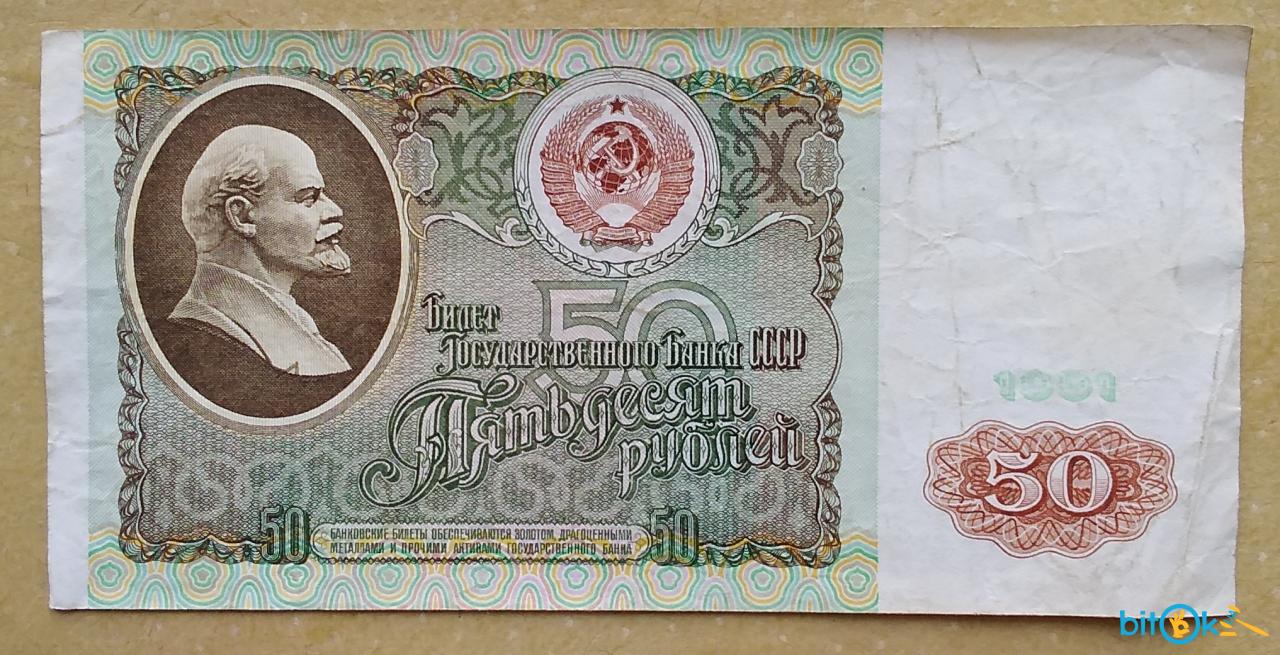 Билет
Государственного Банка СССР
50
Пятьдесят
рублей
1991
50
50
БАНКОВСКИЕ БИЛЕТЫ ОБЕСПЕЧИВАЮТСЯ ЗОЛОТОМ, ДРАГОЦЕННЫМИ
МЕТАЛЛАМИ И ПРОЧИМИ АКТИВАМИ ГОСУДАРСТВЕННОГО БАНКА
50
bitok